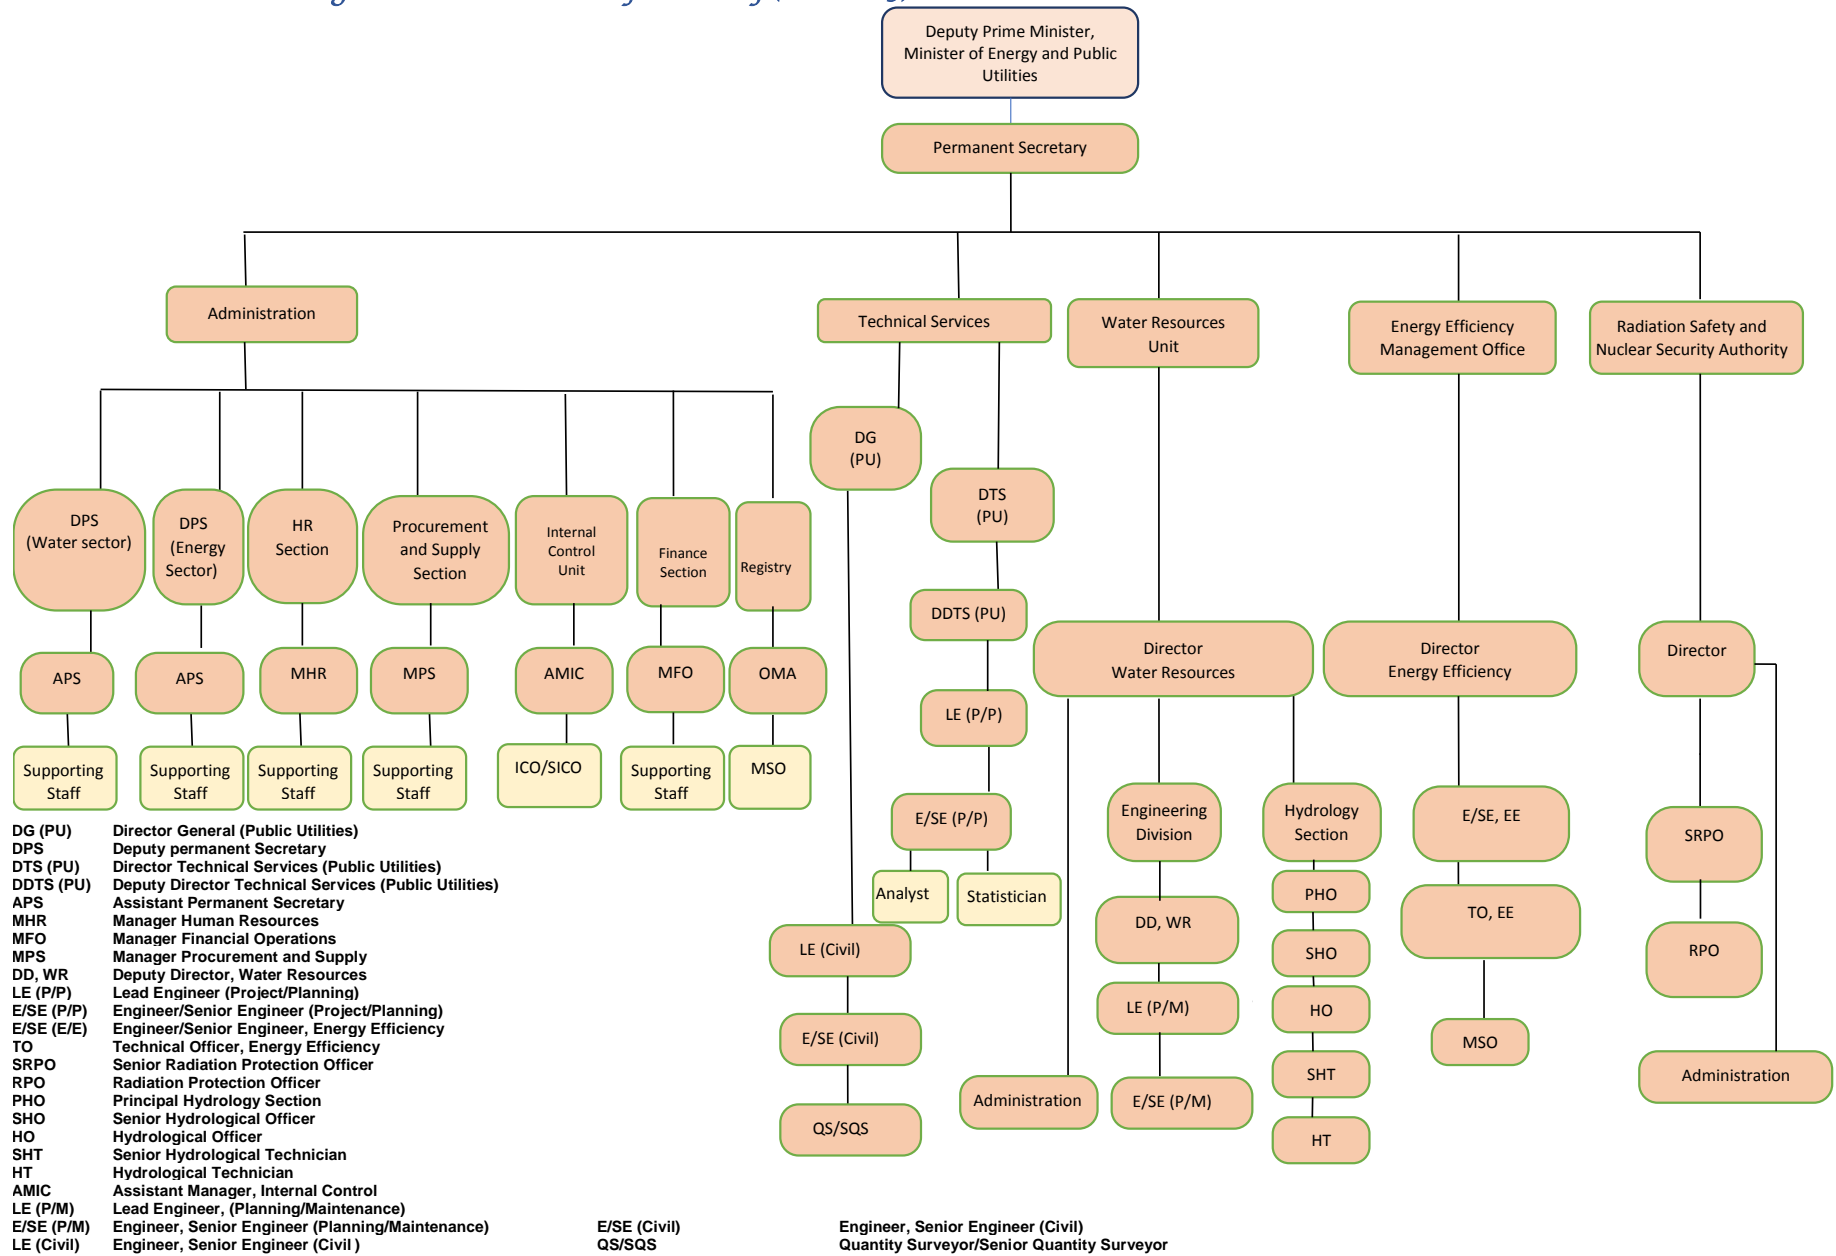 Deputy Prime Minister,
Minister of Energy and Public
Utilities
Permanent Secretary
Administration
Technical Services
Water Resources
Unit
Energy Efficiency
Management Office
Radiation Safety and
Nuclear Security Authority
DPS
(Water sector)
DPS
(Energy
Sector)
HR
Section
Procurement
and Supply
Section
Internal
Control
Unit
Finance
Section
Registry
DG
(PU)
DTS
(PU)
DDTS (PU)
Director
Water Resources
Director
Energy Efficiency
Director
APS
APS
MHR
MPS
AMIC
MFO
OMA
LE (P/P)
Supporting
Staff
Supporting
Staff
Supporting
Staff
Supporting
Staff
ICO/SICO
Supporting
Staff
MSO
E/SE (P/P)
Engineering
Division
Hydrology
Section
E/SE, EE
SRPO
Analyst
Statistician
PHO
DD, WR
TO, EE
LE (Civil)
SHO
RPO
LE (P/M)
HO
E/SE (Civil)
MSO
SHT
Administration
Administration
E/SE (P/M)
QS/SQS
HT
DG (PU) Director General (Public Utilities)
DPS Deputy permanent Secretary
DTS (PU) Director Technical Services (Public Utilities)
DDTS (PU) Deputy Director Technical Services (Public Utilities)
APS Assistant Permanent Secretary
MHR Manager Human Resources
MFO Manager Financial Operations
MPS Manager Procurement and Supply
DD, WR Deputy Director, Water Resources
LE (P/P) Lead Engineer (Project/Planning)
E/SE (P/P) Engineer/Senior Engineer (Project/Planning)
E/SE (E/E) Engineer/Senior Engineer, Energy Efficiency
TO Technical Officer, Energy Efficiency
SRPO Senior Radiation Protection Officer
RPO Radiation Protection Officer
PHO Principal Hydrology Section
SHO Senior Hydrological Officer
HO Hydrological Officer
SHT Senior Hydrological Technician
HT Hydrological Technician
AMIC Assistant Manager, Internal Control
LE (P/M) Lead Engineer, (Planning/Maintenance)
E/SE (P/M) Engineer, Senior Engineer (Planning/Maintenance) E/SE (Civil) Engineer, Senior Engineer (Civil)
LE (Civil) Engineer, Senior Engineer (Civil ) QS/SQS Quantity Surveyor/Senior Quantity Surveyor